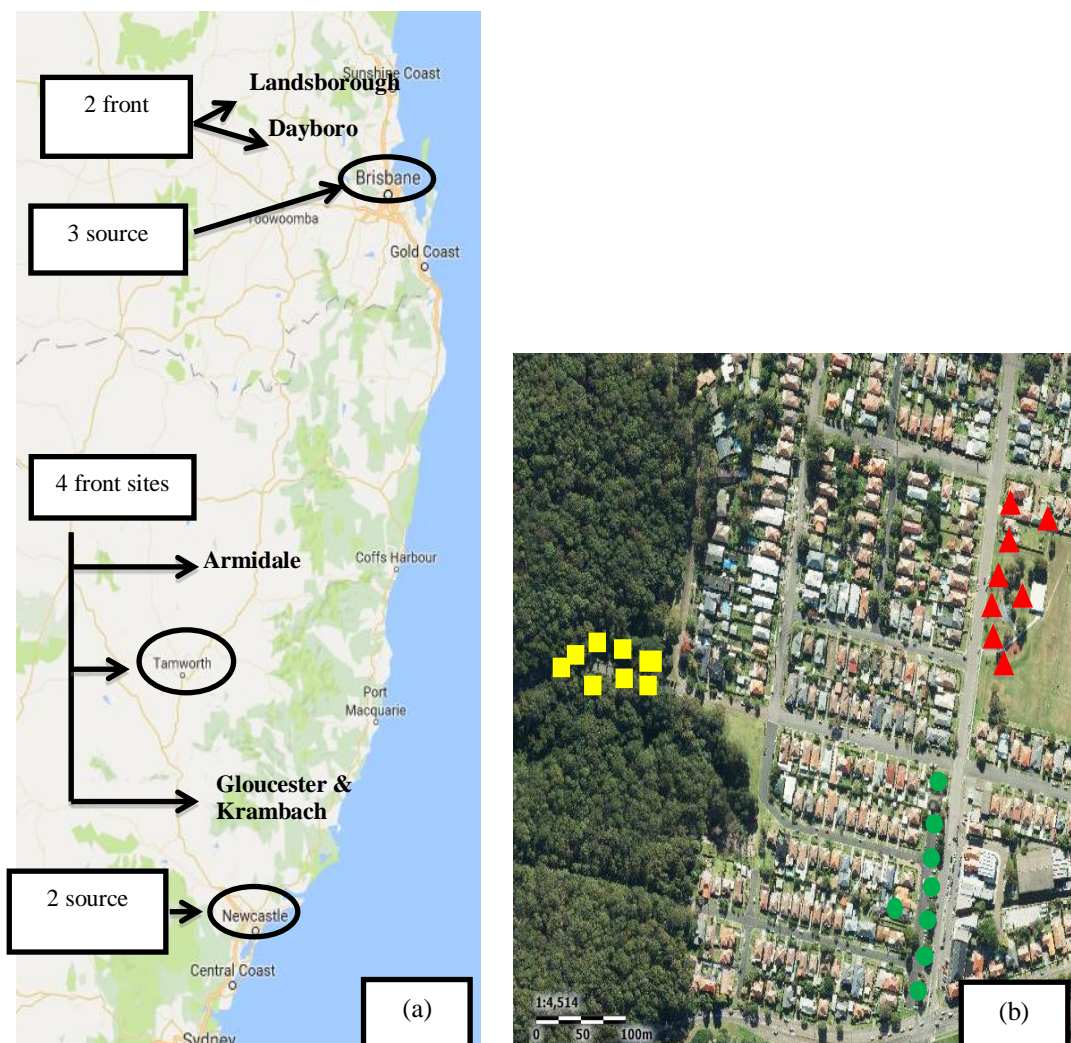 Sunshine Coast
Landsborough
2 front
Dayboro
Brisbane
3 source
Toowoomba
Gold Coast
4 front sites
Armidale
Coffs Harbour
Tamworth
Port
Macquarie
Gloucester &
Krambach
2 source
Newcastle
Central Coast
Sydney
(a)
1:4,514
0 50 100m
(b)